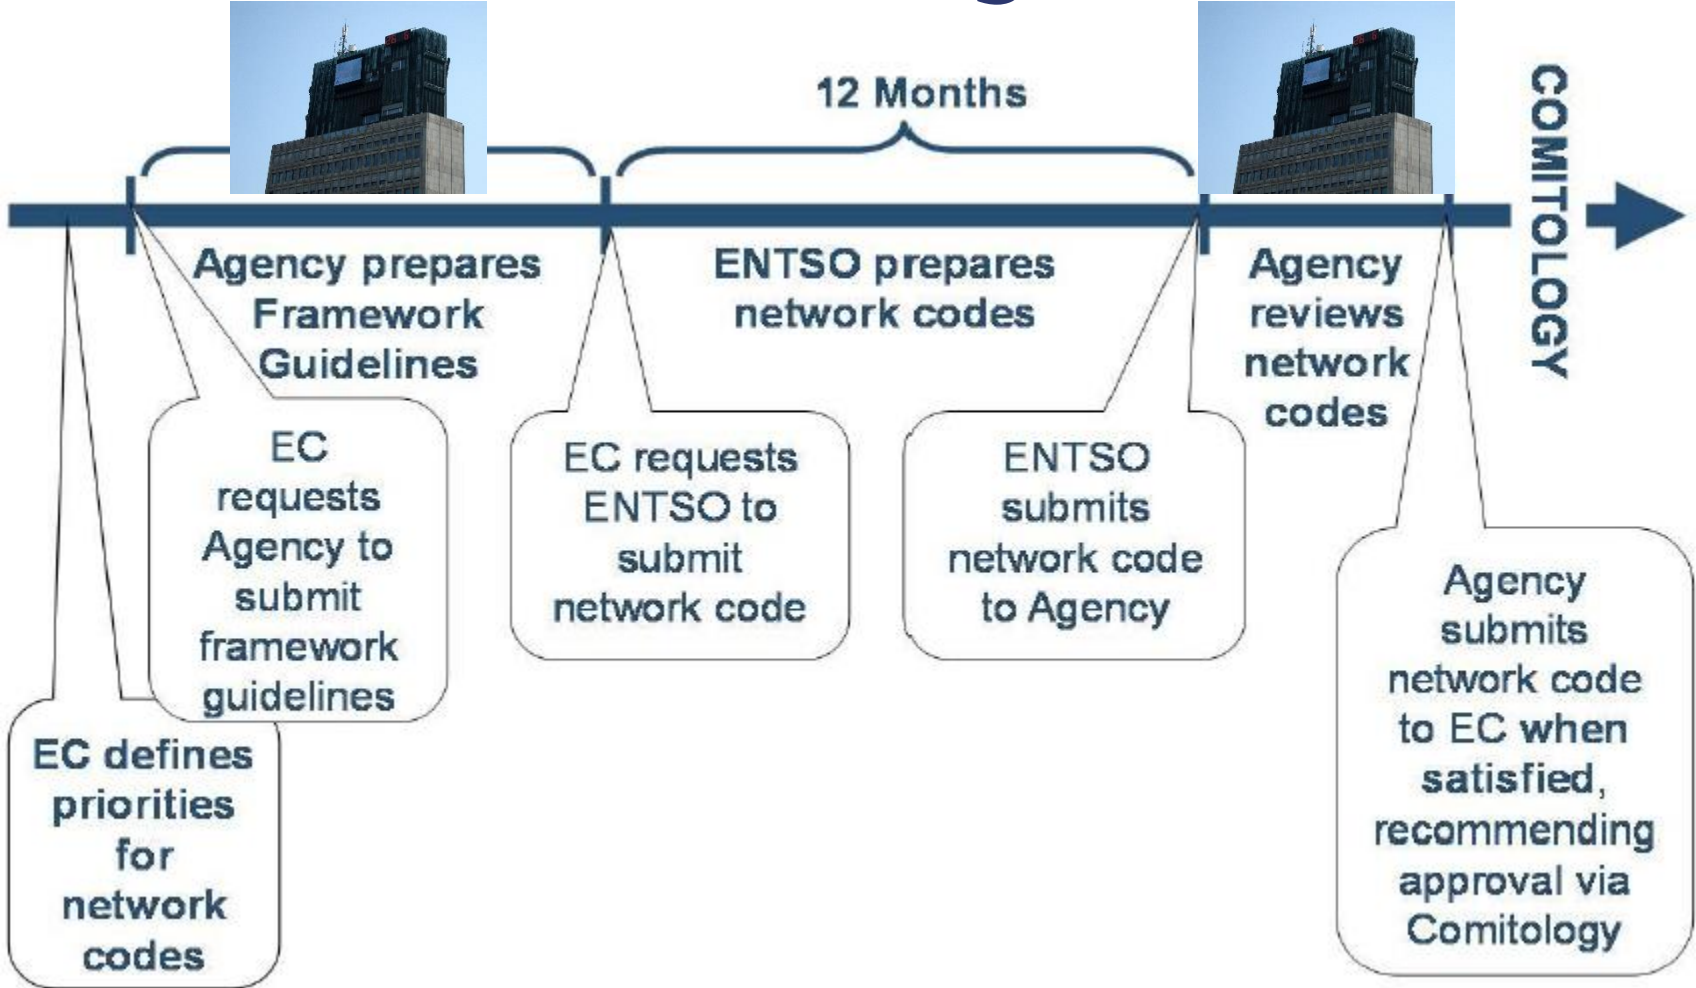 12 Months
COMITOLOGY
Agency prepares
Framework
Guidelines
ENTSO prepares
network codes
Agency
reviews
network
codes
EC
requests
Agency to
submit
framework
guidelines
EC requests
ENTSO to
submit
network code
ENTSO
submits
network code
to Agency
EC defines
priorities
for
network
codes
Agency
submits
network code
to EC when
satisfied,
recommending
approval via
Comitology